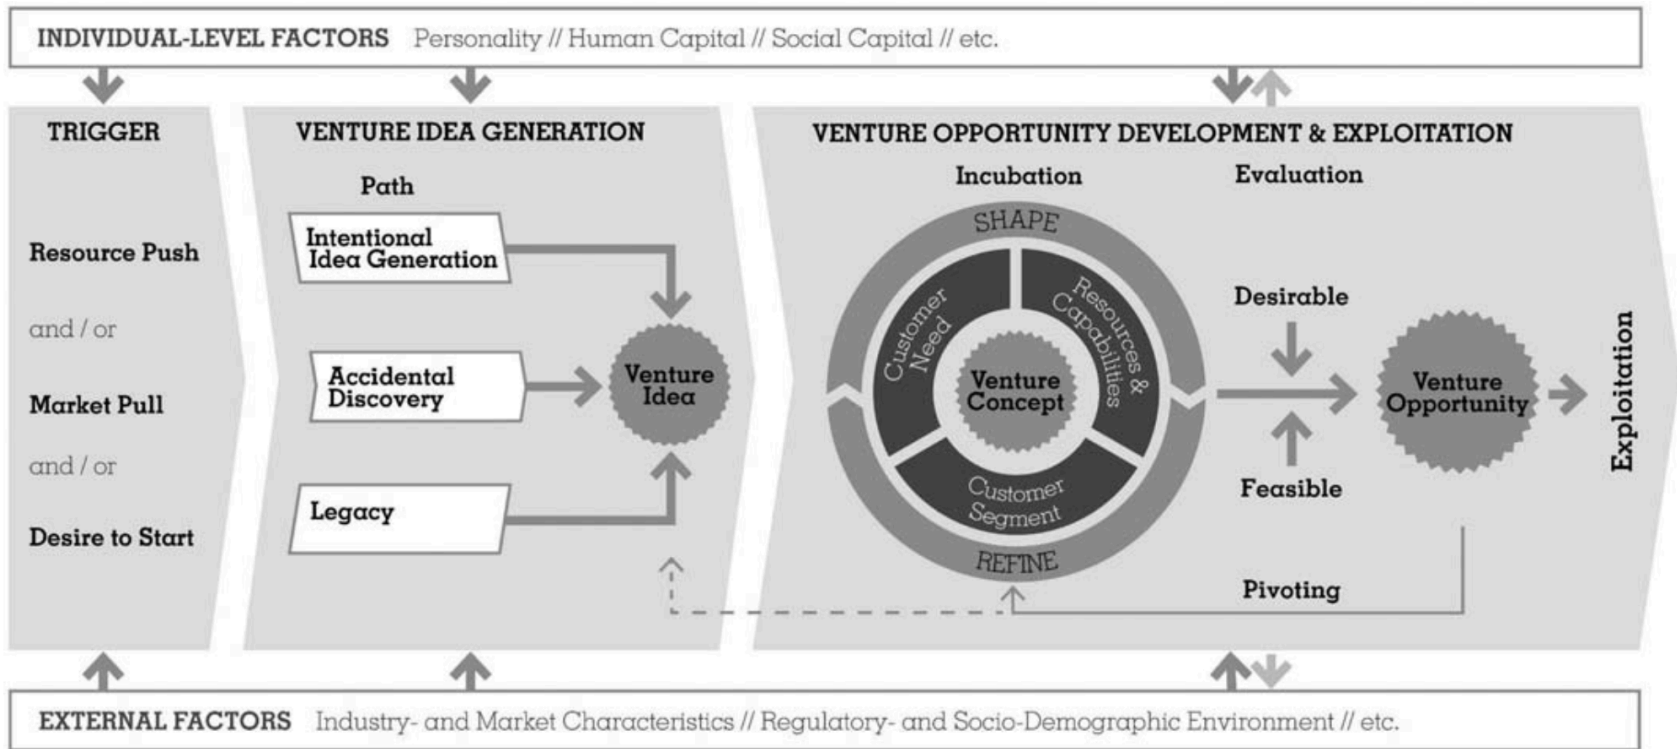 INDIVIDUAL-LEVEL FACTORS Personality // Human Capital // Social Capital // etc.
TRIGGER
Resource Push
and / or
Market Pull
and / or
Desire to Start
VENTURE IDEA GENERATION
Path
Intentional
Idea Generation
Accidental
Discovery
Legacy
Venture
Idea
VENTURE OPPORTUNITY DEVELOPMENT & EXPLOITATION
Incubation
SHAPE
Customer
Need
Resources &
Capabilities
Venture
Concept
Customer
Segment
REFINE
Evaluation
Desirable
Feasible
Venture
Opportunity
Exploitation
Pivoting
EXTERNAL FACTORS Industry- and Market Characteristics // Regulatory- and Socio-Demographic Environment // etc.